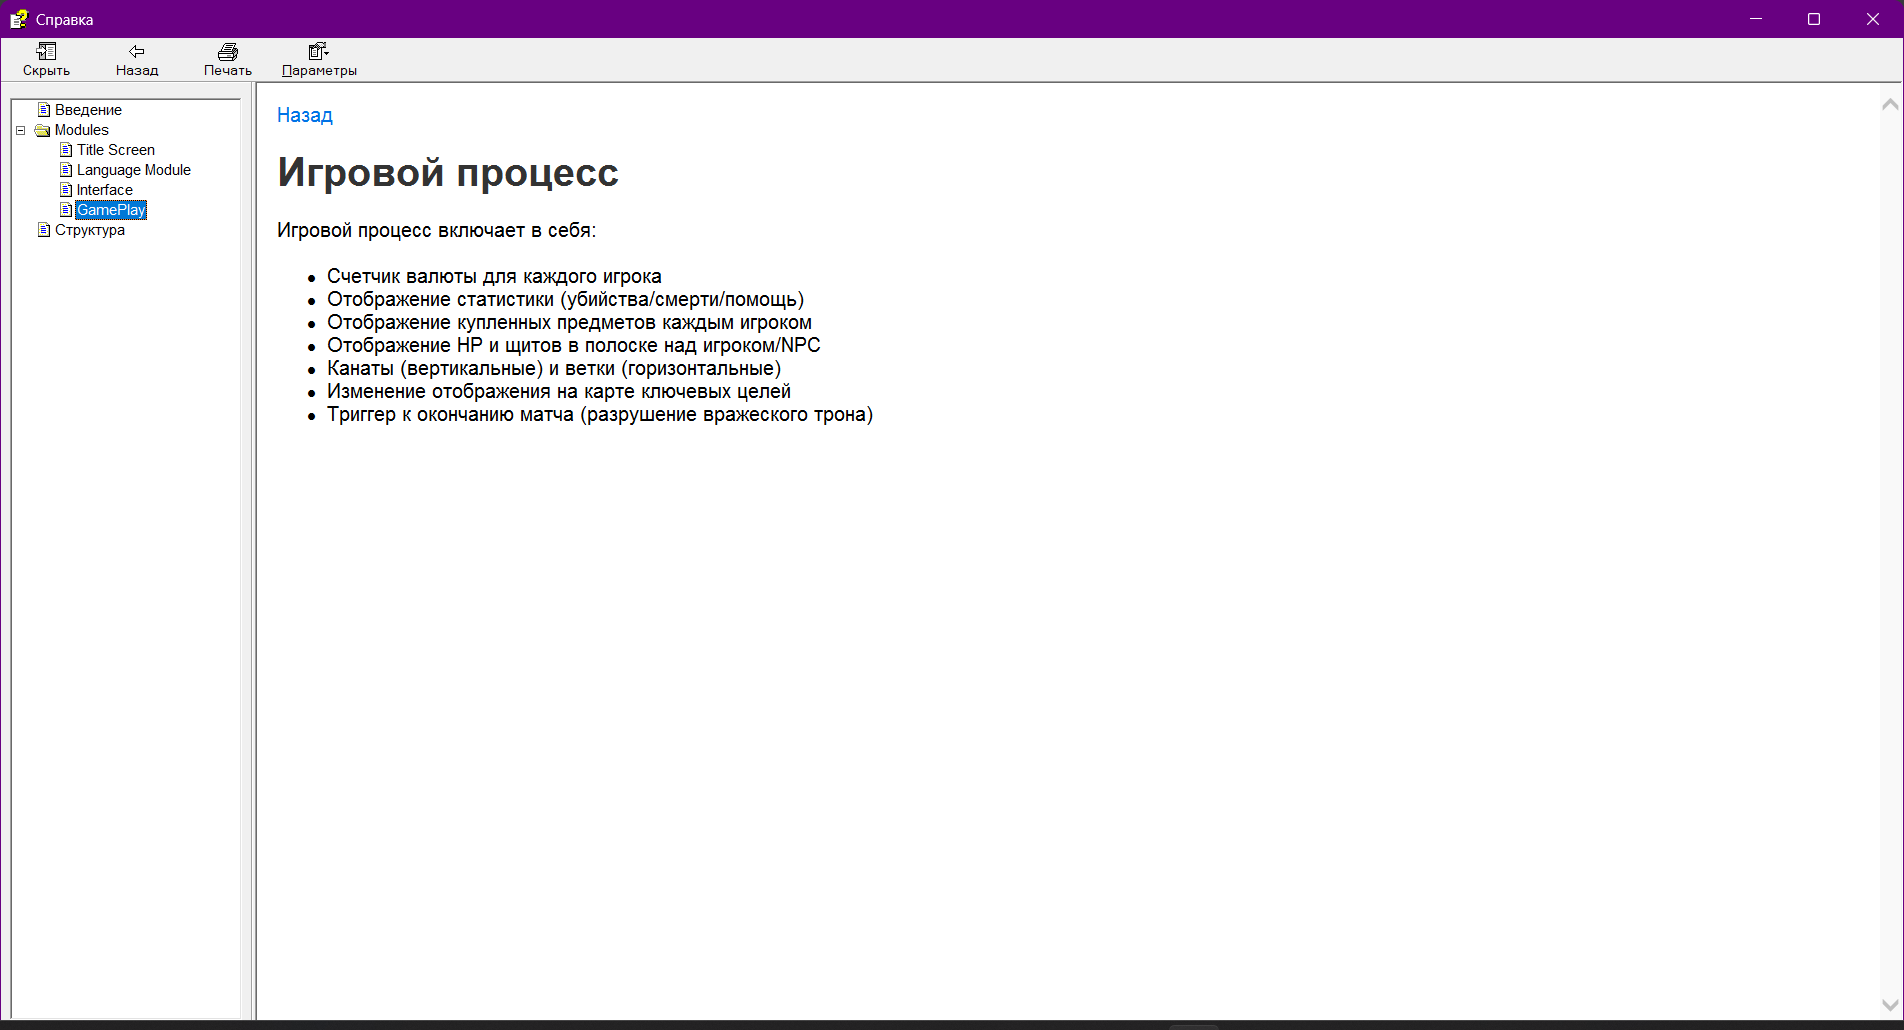 Справка
Скрыть
Назад
Печать
Параметры
Введение
Modules
Title Screen
Language Module
Interface
GamePlay
Структура
Назад
Игровой процесс
Игровой процесс включает в себя:
Счетчик валюты для каждого игрока
Отображение статистики (убийства/смерти/помощь)
Отображение купленных предметов каждым игроком
Отображение HP и щитов в полоске над игроком/NPC
Канаты (вертикальные) и ветки (горизонтальные)
Изменение отображения на карте ключевых целей
Триггер к окончанию матча (разрушение вражеского трона)